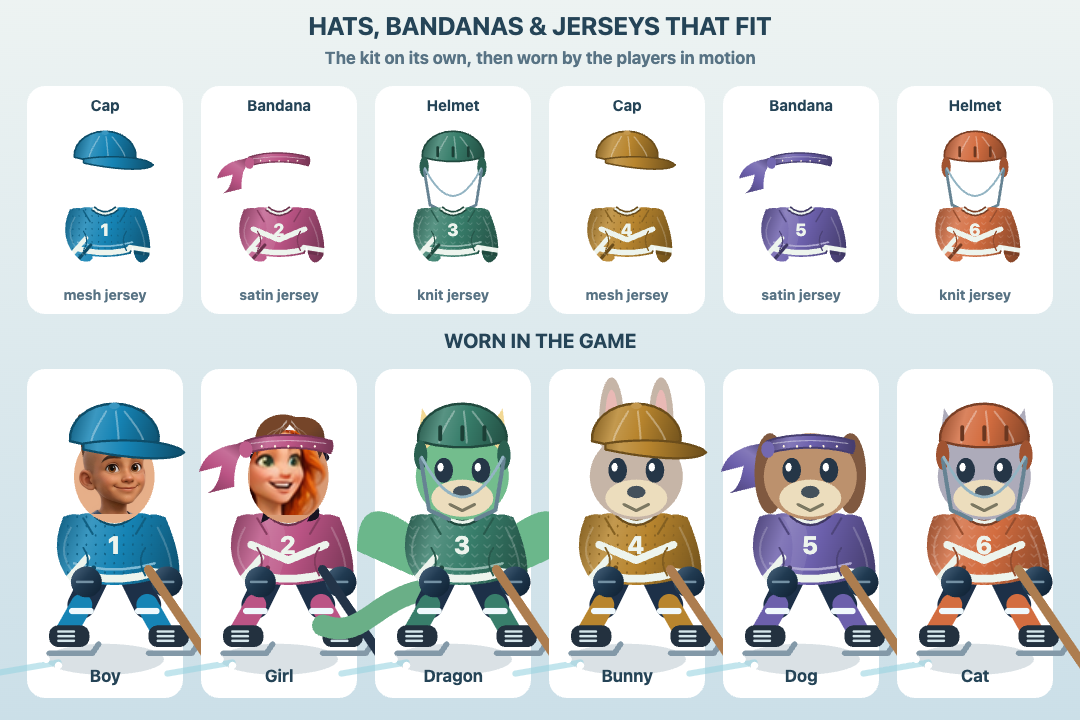 HATS, BANDANAS & JERSEYS THAT FIT
The kit on its own, then worn by the players in motion
Cap
Bandana
Helmet
Cap
Bandana
Helmet
1
2
3
4
5
6
mesh jersey
satin jersey
knit jersey
mesh jersey
satin jersey
knit jersey
WORN IN THE GAME
1
2
3
4
5
6
Boy
Girl
Dragon
Bunny
Dog
Cat